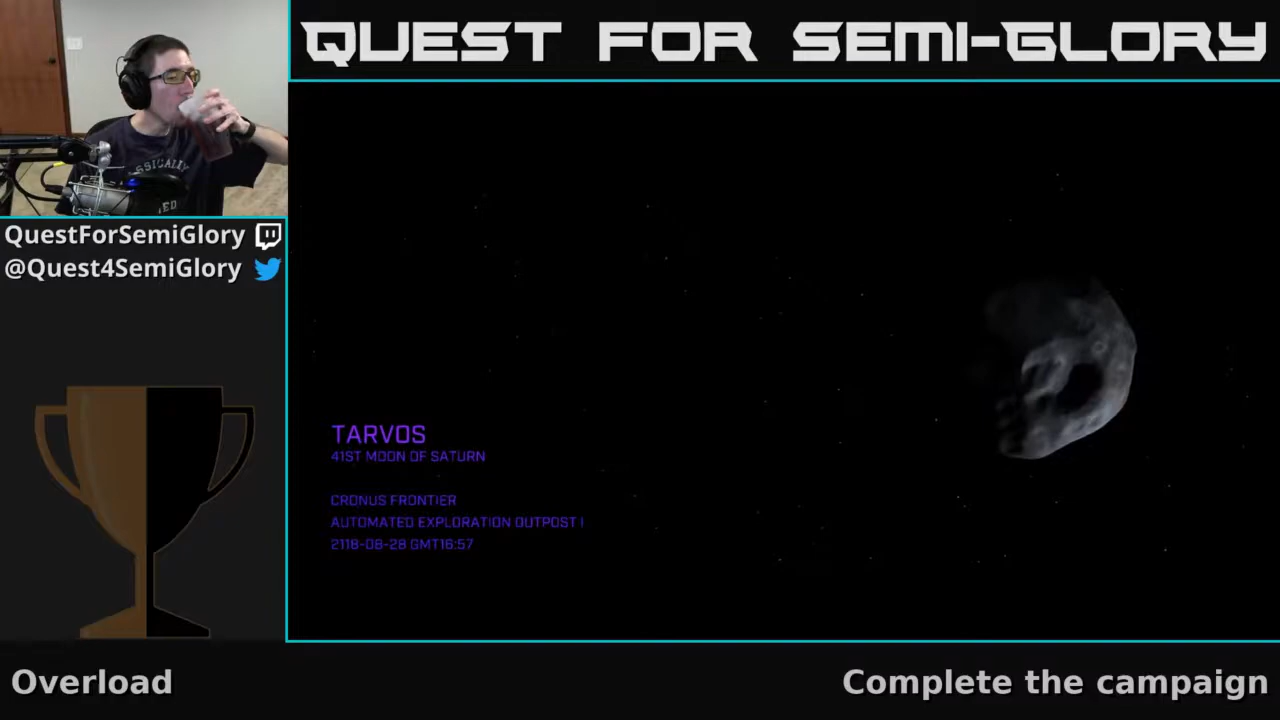 QUEST FOR SEMI-GLORY
QuestForSemiGlory
@Quest4SemiGlory
TARVOS
41ST MOON OF SATURN
CRONUS FRONTIER
AUTOMATED EXPLORATION OUTPOST I
2118-08-28 GMT16:57
Overload
Complete the campaign